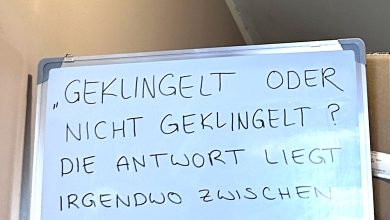 „GEKLINGELT ODER
NICHT GEKLINGELT?
DIE ANTWORT LIEGT
IRGENDWO ZWISCHEN